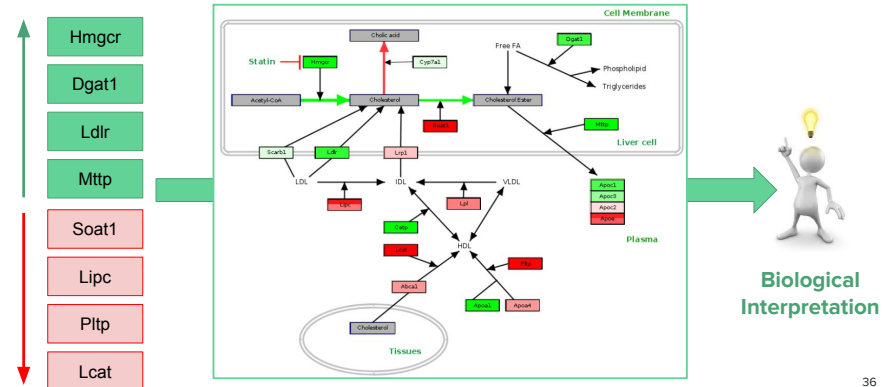 Hmgcr
Dgat1
Ldlr
Mttp
Soat1
Lipc
Pltp
Lcat
Cell Membrane
Cholic acid
Statin
Hmgcr
Cyp7a1
Free FA
Dgat1
Phospholipid
Triglycerides
Acetyl-CoA
Cholesterol
Cholesterol Ester
Soat1
Mttp
Scarb1
Ldlr
Lrp1
Liver cell
LDL
IDL
VLDL
Lipc
Lpl
Apoc1
Apoc3
Apoc2
Apoe
Plasma
Cetp
HDL
Lcat
Pltp
Abca1
Apoa1
Apoa4
Cholesterol
Tissues
Biological
Interpretation
36